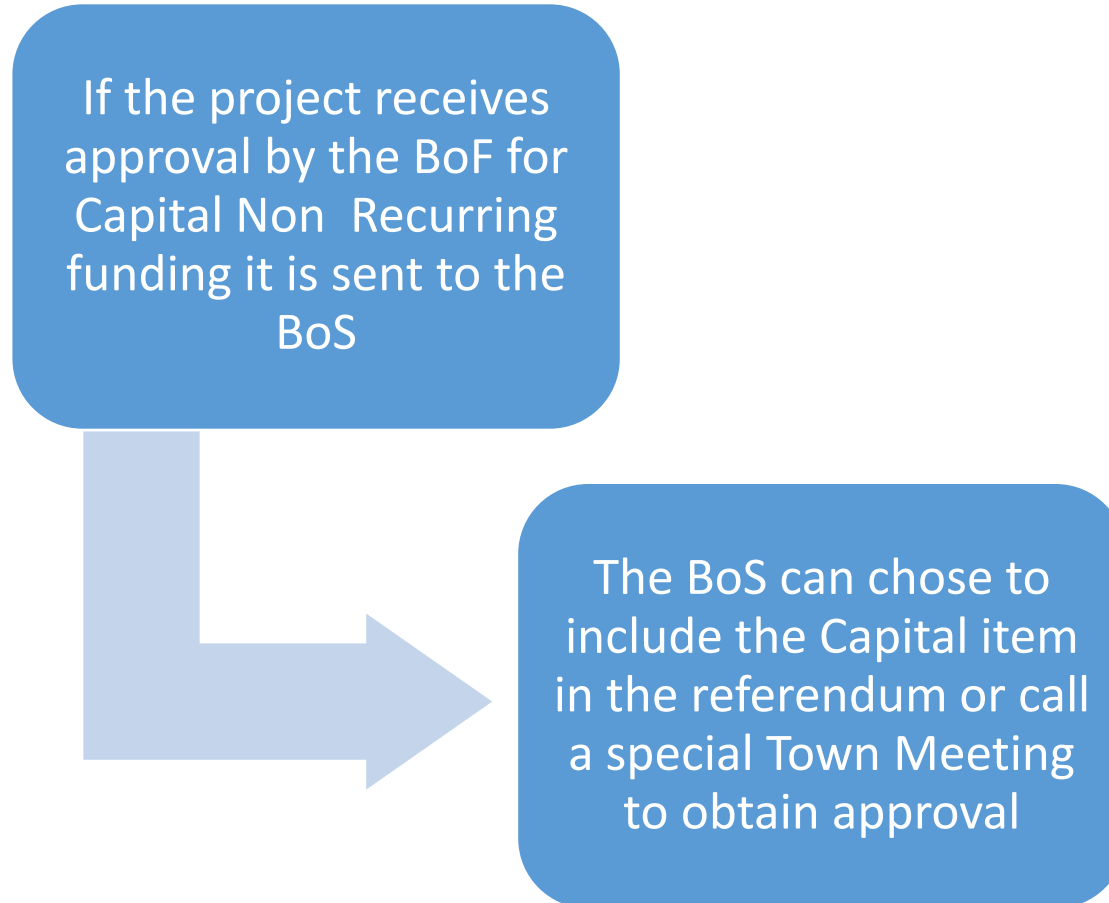 If the project receives
approval by the BoF for
Capital Non  Recurring
funding it is sent to the
BoS
The BoS can chose to
include the Capital item
in the referendum or call
a special Town Meeting
to obtain approval